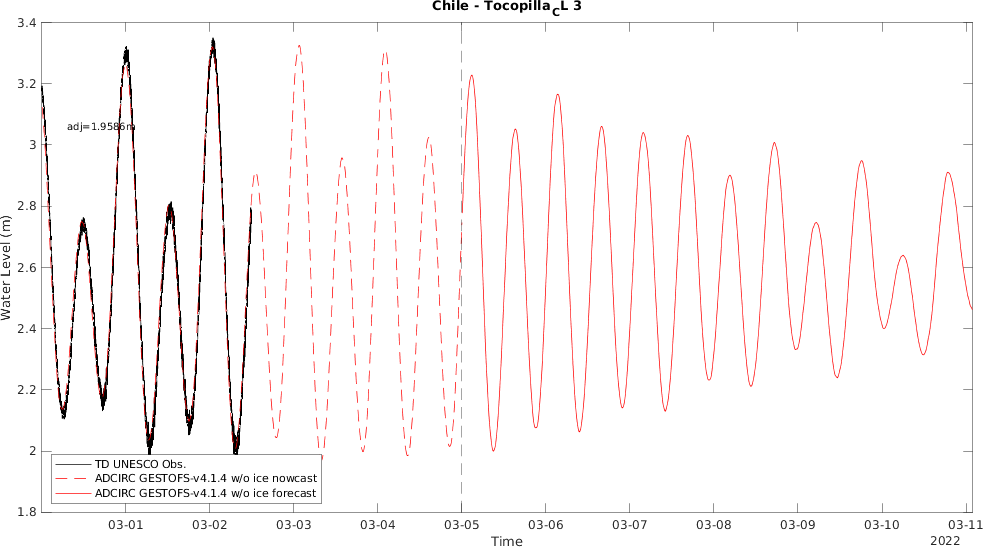 Chile - Tocopilla_CL 3
3.4
3.2
3
2.8
2.6
2.4
2.2
2
1.8
Water Level (m)
adj=1.9586m
TD UNESCO Obs.
ADCIRC GESTOFS-v4.1.4 w/o ice nowcast
ADCIRC GESTOFS-v4.1.4 w/o ice forecast
03-01 03-02 03-03 03-04 03-05 03-06 03-07 03-08 03-09 03-10 03-11
Time
2022